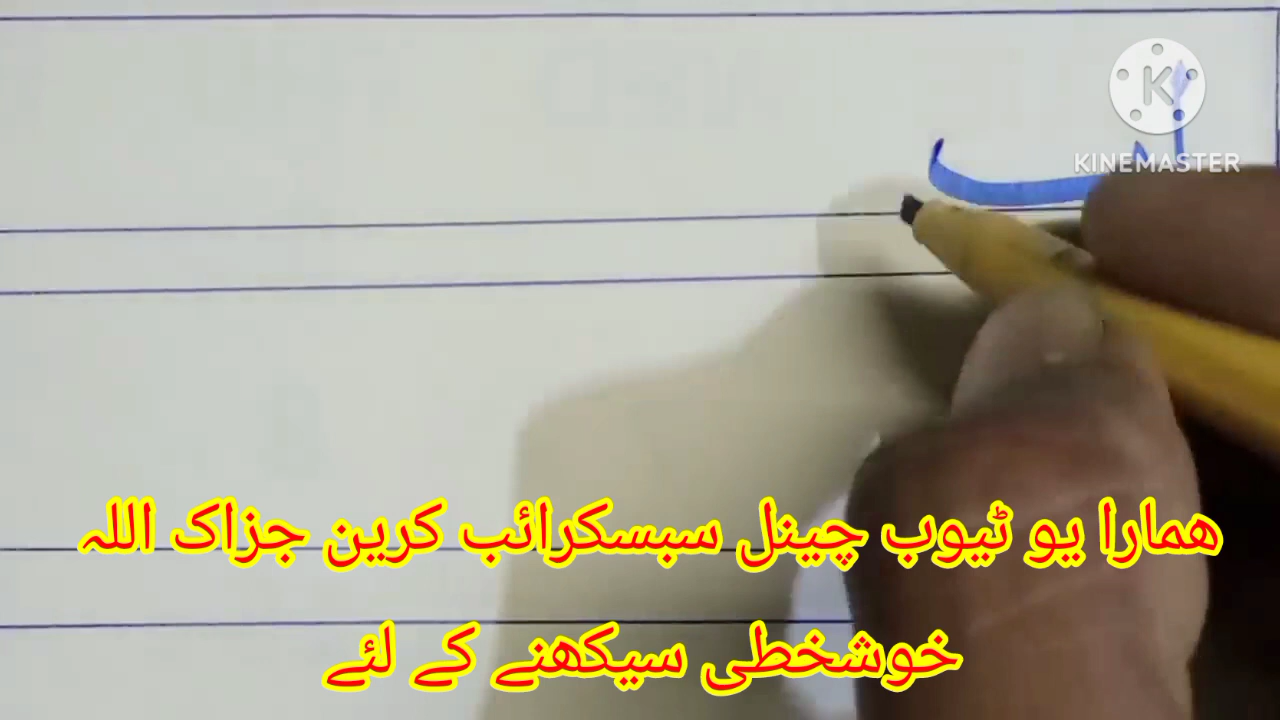 KINEMASTER
ھمارا یو ٹیوب چینل سبسکرائب کرین جزاک اللہ
خوشخطی سیکھنے کے لئے